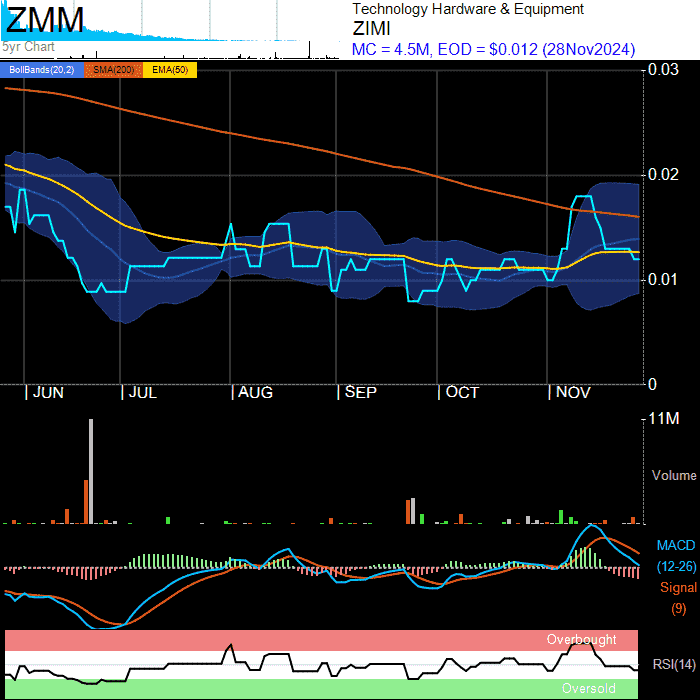 ZMM
5yr Chart
Technology Hardware & Equipment
ZIMI
MC = 4.5M, EOD = $0.012 (28Nov2024)
BollBands(20,2) SMA(200) EMA(50)
0.03
0.02
0.01
0
JUN JUL AUG SEP OCT NOV
11M
Volume
MACD
(12-26)
Signal
(9)
Overbought
RSI(14)
Oversold